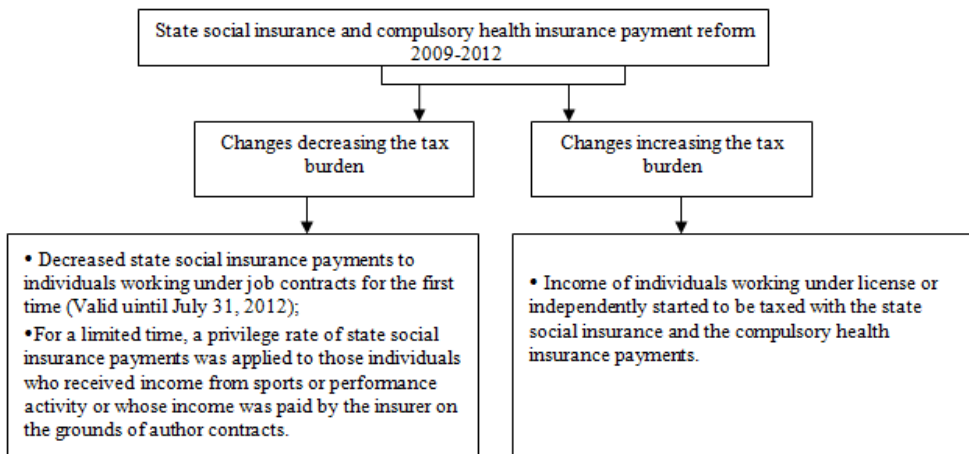 State social insurance and compulsory health insurance payment reform
2009-2012
Changes decreasing the tax
burden
Changes increasing the tax
burden
• Decreased state social insurance payments to
individuals working under job contracts for the first
time (Valid uintil July 31, 2012);
•For a limited time, a privilege rate of state social
insurance payments was applied to those individuals
who received income from sports or performance
activity or whose income was paid by the insurer on
the grounds of author contracts.
• Income of individuals working under license or
independently started to be taxed with the state
social insurance and the compulsory health
insurance payments.